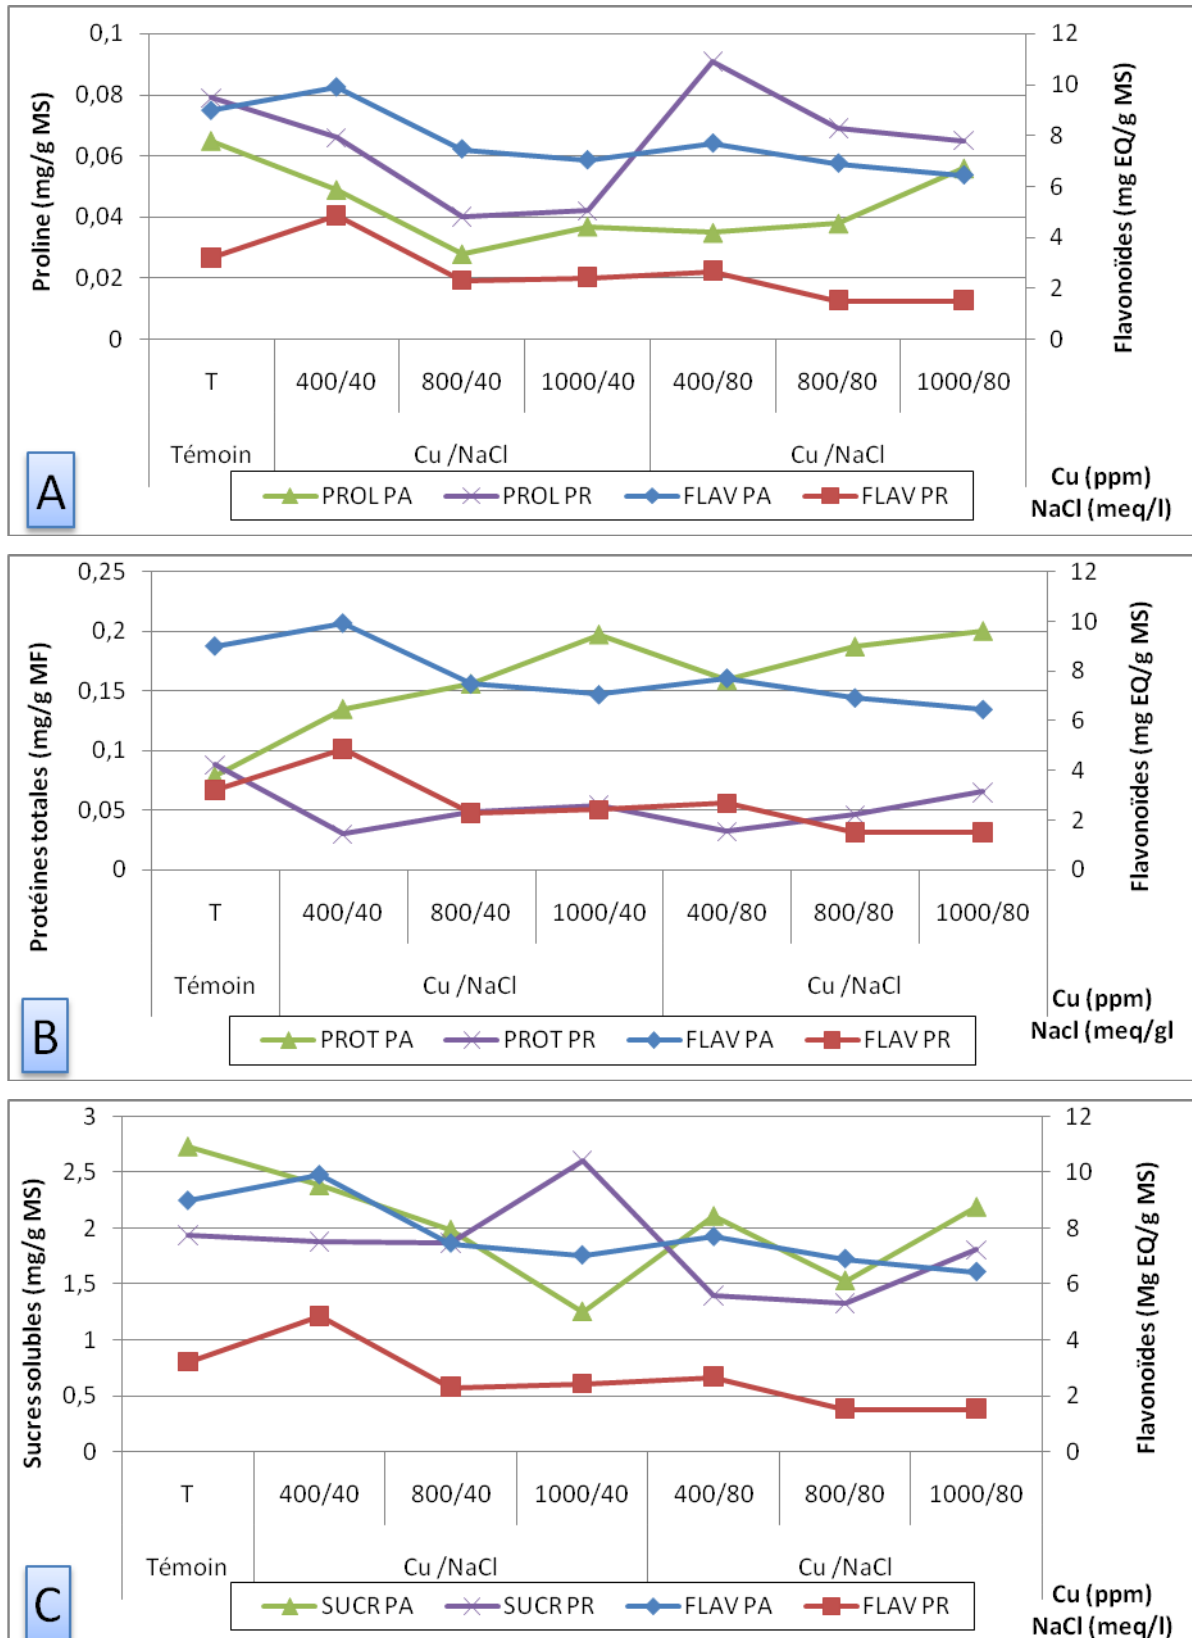 0,1
0,08
0,06
0,04
0,02
0
Proline (mg/g MS)
12
10
8
6
4
2
0
Flavonoïdes (mg EQ/g MS)
T 400/40 800/40 1000/40 400/80 800/80 1000/80
Témoin Cu /NaCl Cu /NaCl
A
PROL PA PROL PR FLAV PA FLAV PR
Cu (ppm)
NaCl (meq/l)
0,25
0,2
0,15
0,1
0,05
0
Protéines totales (mg/g MF)
12
10
8
6
4
2
0
Flavonoïdes (mg EQ/g MS)
T 400/40 800/40 1000/40 400/80 800/80 1000/80
Témoin Cu /NaCl Cu /NaCl
B
PROT PA PROT PR FLAV PA FLAV PR
Cu (ppm)
Nacl (meq/gl
3
2,5
2
1,5
1
0,5
0
Sucres solubles (mg/g MS)
12
10
8
6
4
2
0
Flavonoïdes (Mg EQ/g MS)
T 400/40 800/40 1000/40 400/80 800/80 1000/80
Témoin Cu /NaCl Cu /NaCl
C
SUCR PA SUCR PR FLAV PA FLAV PR
Cu (ppm)
NaCl (meq/l)